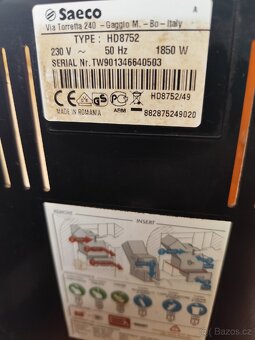 Saeco
A
Via Torretta 240 - Gaggio M. - Bo - Italy
TYPE: HD8752
230 V ~ 50 Hz 1850 W
SERIAL Nr. TW901346640503
HD8752/49
MADE IN ROMANIA
882875249020
INSERT
Bazoš.cz